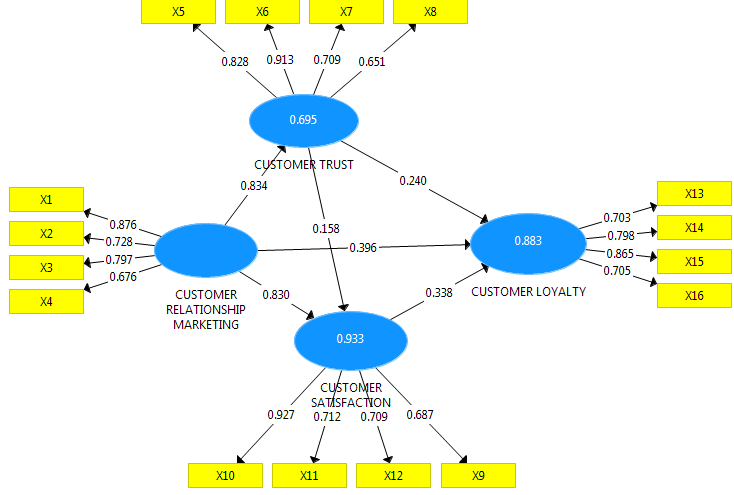 X5 X6 X7 X8
0.828 0.913 0.709 0.651
0.695
CUSTOMER TRUST
0.834 0.240
0.158
X1
X2
X3
X4
0.876
0.728
0.797
0.676
CUSTOMER
RELATIONSHIP
MARKETING
0.396
0.830
0.338
0.883
CUSTOMER LOYALTY
0.703
0.798
0.865
0.705
X13
X14
X15
X16
0.933
CUSTOMER
SATISFACTION
0.927 0.712 0.709 0.687
X10 X11 X12 X9